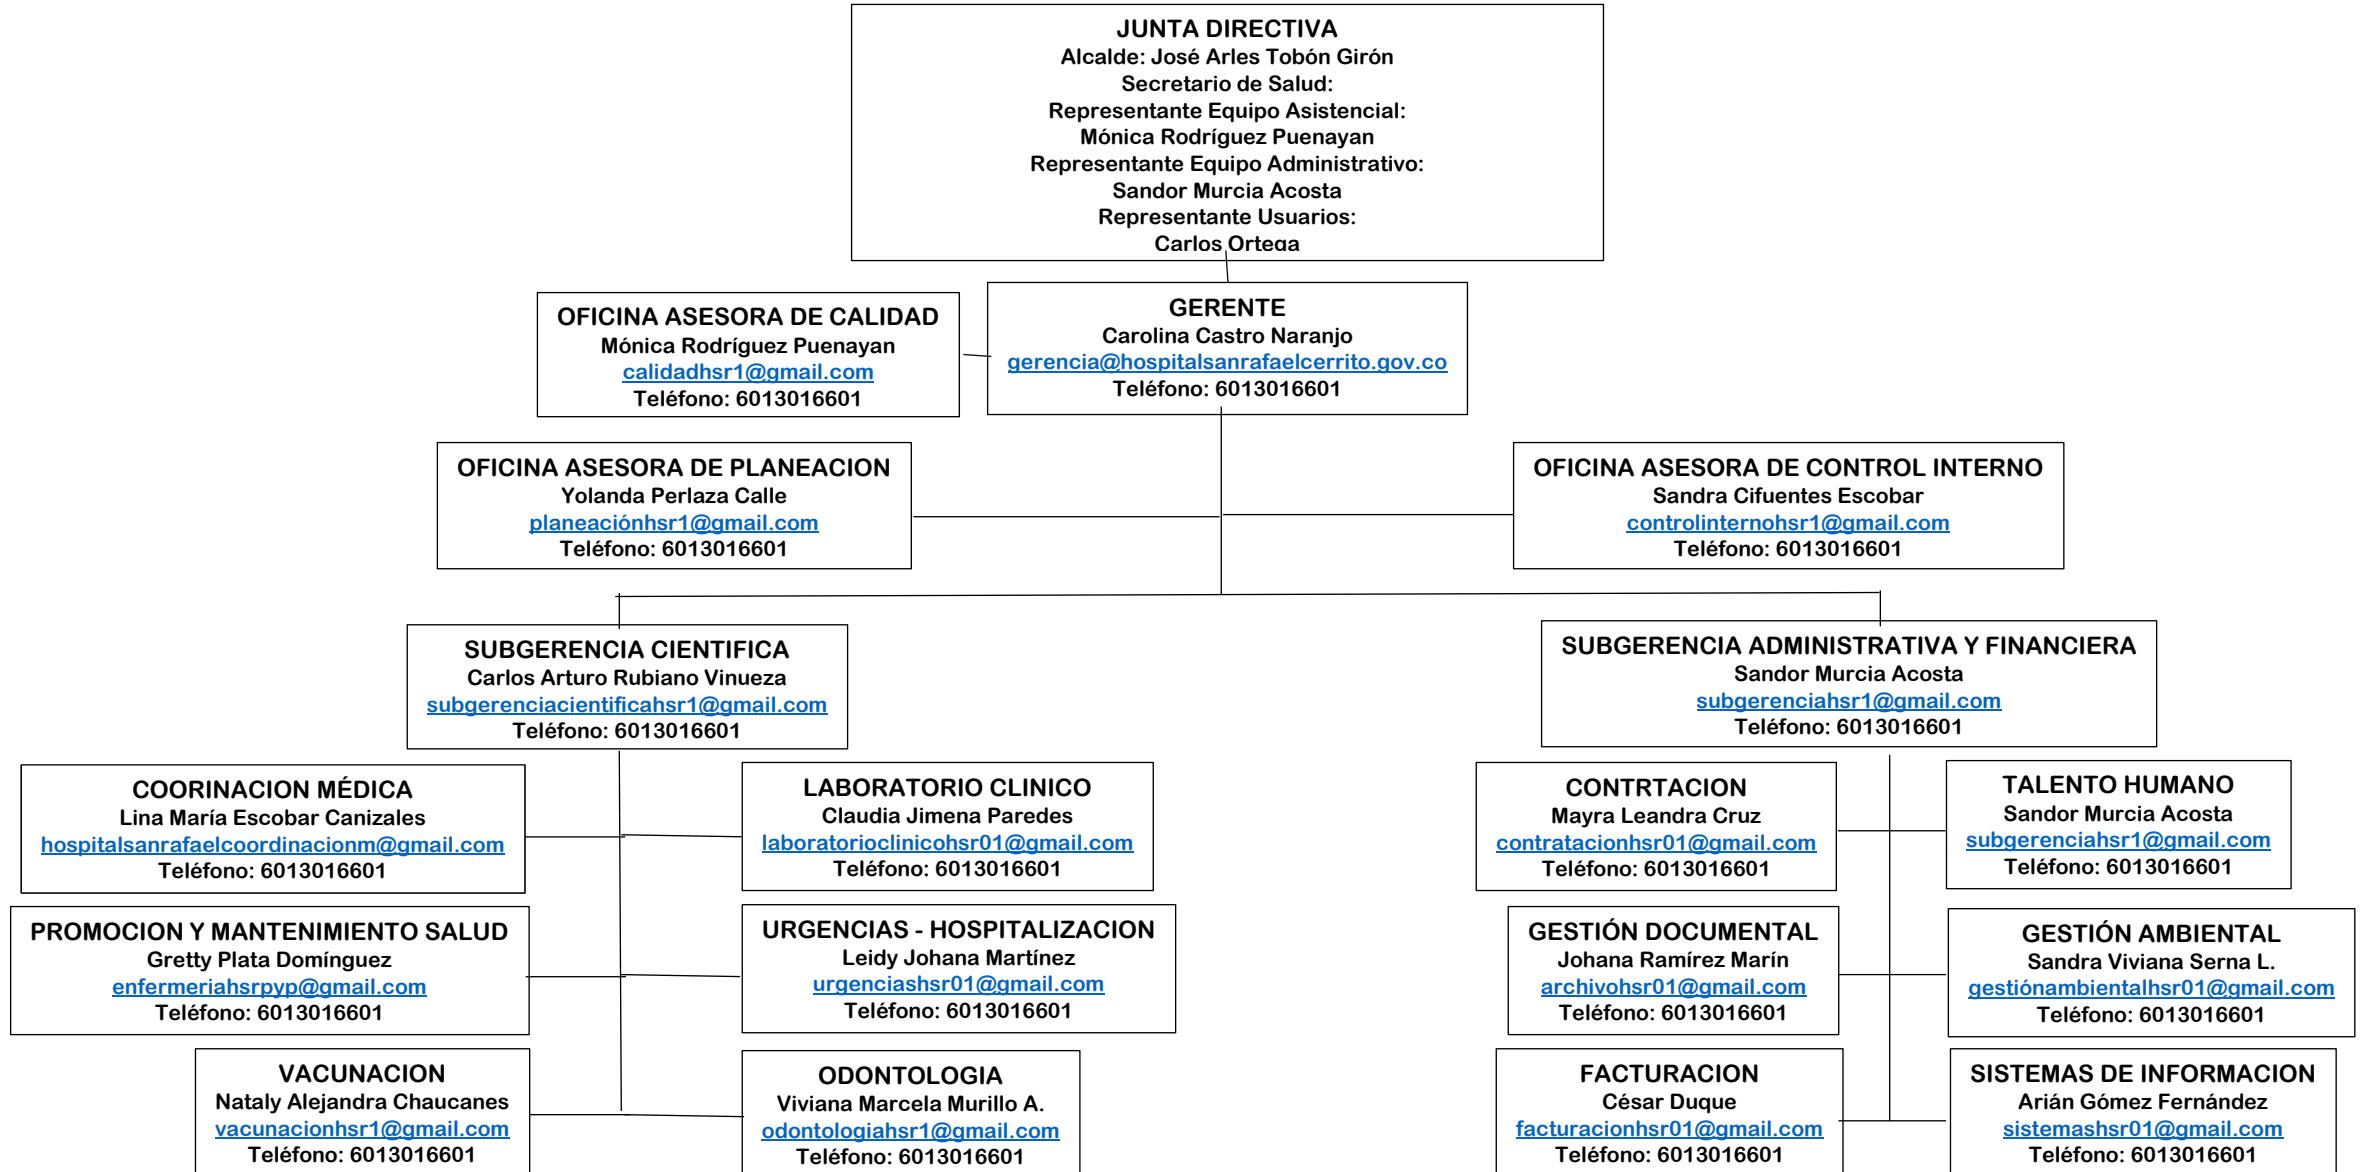 JUNTA DIRECTIVA
Alcalde: José Arles Tobón Girón
Secretario de Salud:
Representante Equipo Asistencial:
Mónica Rodríguez Puenayan
Representante Equipo Administrativo:
Sandor Murcia Acosta
Representante Usuarios:
Carlos Ortega
OFICINA ASESORA DE CALIDAD
Mónica Rodríguez Puenayan
calidadhsr1@gmail.com
Teléfono: 6013016601
GERENTE
Carolina Castro Naranjo
gerencia@hospitalsanrafaelcerrito.gov.co
Teléfono: 6013016601
OFICINA ASESORA DE PLANEACION
Yolanda Perlaza Calle
planeaciónhsr1@gmail.com
Teléfono: 6013016601
OFICINA ASESORA DE CONTROL INTERNO
Sandra Cifuentes Escobar
controlinternohsr1@gmail.com
Teléfono: 6013016601
SUBGERENCIA CIENTIFICA
Carlos Arturo Rubiano Vinueza
subgerenciacientificahsr1@gmail.com
Teléfono: 6013016601
SUBGERENCIA ADMINISTRATIVA Y FINANCIERA
Sandor Murcia Acosta
subgerenciahsr1@gmail.com
Teléfono: 6013016601
COORINACION MÉDICA
Lina María Escobar Canizales
hospitalsanrafaelcoordinacionm@gmail.com
Teléfono: 6013016601
LABORATORIO CLINICO
Claudia Jimena Paredes
laboratorioclinicohsr01@gmail.com
Teléfono: 6013016601
CONTRTACION
Mayra Leandra Cruz
contratacionhsr01@gmail.com
Teléfono: 6013016601
TALENTO HUMANO
Sandor Murcia Acosta
subgerenciahsr1@gmail.com
Teléfono: 6013016601
PROMOCION Y MANTENIMIENTO SALUD
Gretty Plata Domínguez
enfermeriahsrpyp@gmail.com
Teléfono: 6013016601
URGENCIAS - HOSPITALIZACION
Leidy Johana Martínez
urgenciashsr01@gmail.com
Teléfono: 6013016601
GESTIÓN DOCUMENTAL
Johana Ramírez Marín
archivohsr01@gmail.com
Teléfono: 6013016601
GESTIÓN AMBIENTAL
Sandra Viviana Serna L.
gestiónambientalhsr01@gmail.com
Teléfono: 6013016601
VACUNACION
Nataly Alejandra Chaucanes
vacunacionhsr1@gmail.com
Teléfono: 6013016601
ODONTOLOGIA
Viviana Marcela Murillo A.
odontologiahsr1@gmail.com
Teléfono: 6013016601
FACTURACION
César Duque
facturacionhsr01@gmail.com
Teléfono: 6013016601
SISTEMAS DE INFORMACION
Arián Gómez Fernández
sistemashsr01@gmail.com
Teléfono: 6013016601